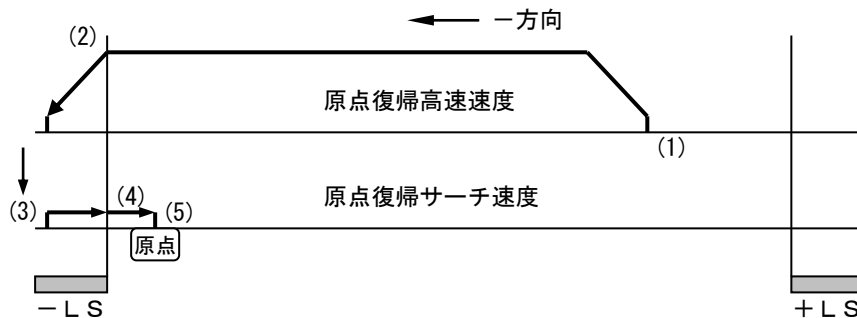 (2)
－方向
原点復帰高速速度
(1)
(3)
(4)
(5)
原点復帰サーチ速度
原点
－ＬＳ
＋ＬＳ